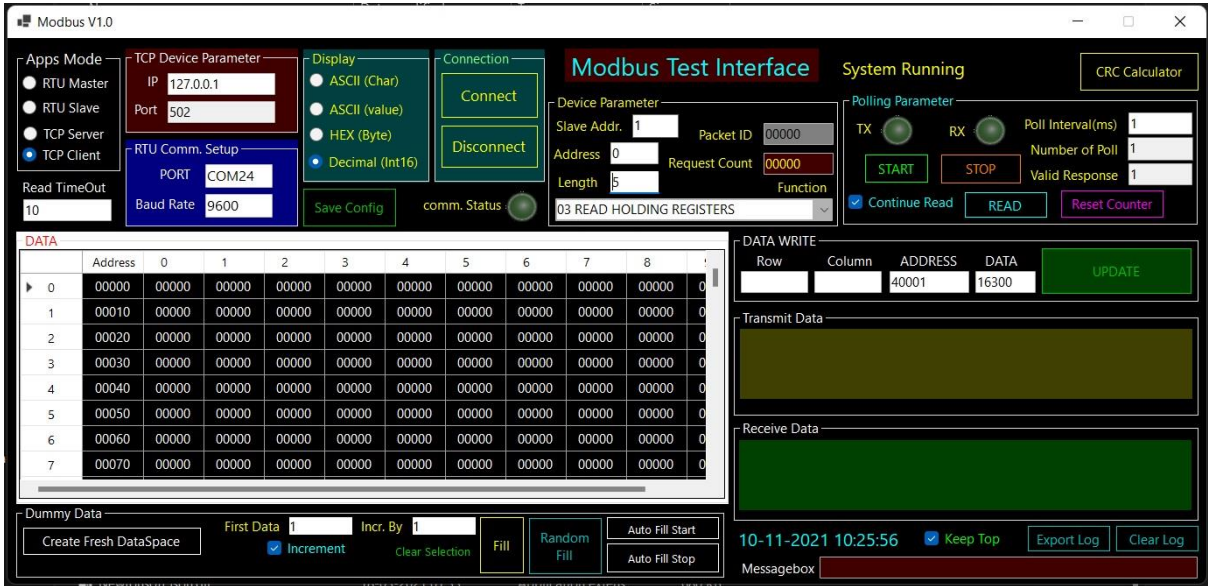 Modbus V1.0
Apps Mode
RTU Master
RTU Slave
TCP Server
TCP Client
Read TimeOut
10
TCP Device Parameter
IP 127.0.0.1
Port 502
RTU Comm. Setup
PORT COM24
Baud Rate 9600
Display
ASCII (Char)
ASCII (value)
HEX (Byte)
Decimal (Int16)
Save Config
Connection
Connect
Disconnect
comm. Status
Modbus Test Interface
System Running
CRC Calculator
Device Parameter
Slave Addr. 1
Address 0
Length 5
Packet ID 00000
Request Count 00000
Function
03 READ HOLDING REGISTERS
Polling Parameter
TX RX
START STOP
Poll Interval(ms) 1
Number of Poll 1
Valid Response 1
Continue Read READ Reset Counter
DATA
Address 0 1 2 3 4 5 6 7 8
0 00000 00000 00000 00000 00000 00000 00000 00000 00000 00000 0
1 00010 00000 00000 00000 00000 00000 00000 00000 00000 00000 0
2 00020 00000 00000 00000 00000 00000 00000 00000 00000 00000 0
3 00030 00000 00000 00000 00000 00000 00000 00000 00000 00000 0
4 00040 00000 00000 00000 00000 00000 00000 00000 00000 00000 0
5 00050 00000 00000 00000 00000 00000 00000 00000 00000 00000 0
6 00060 00000 00000 00000 00000 00000 00000 00000 00000 00000 0
7 00070 00000 00000 00000 00000 00000 00000 00000 00000 00000 0
DATA WRITE
Row Column ADDRESS DATA
40001 16300
UPDATE
Transmit Data
Receive Data
Dummy Data
Create Fresh DataSpace
First Data 1
Incr. By 1
Increment
Clear Selection
Fill
Random
Fill
Auto Fill Start
Auto Fill Stop
10-11-2021 10:25:56
Keep Top
Export Log
Clear Log
Messagebox